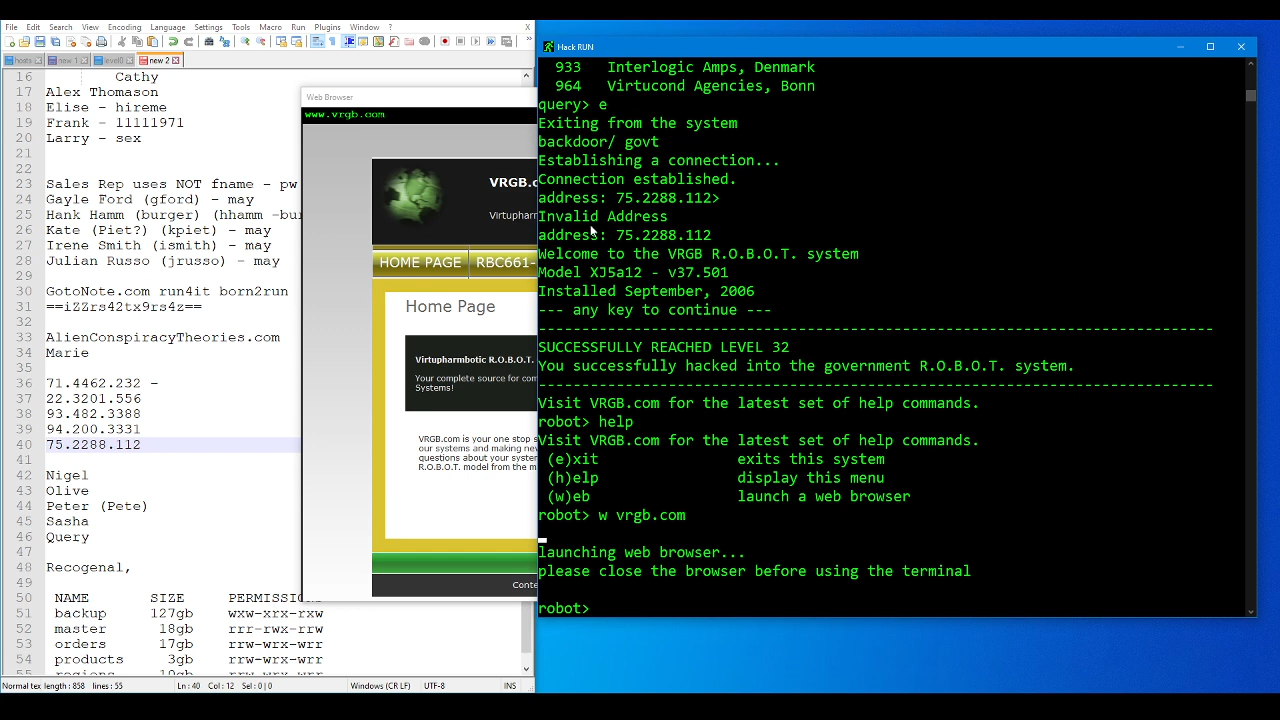 File Edit Search View Encoding Language Settings Tools Macro Run Plugins Window ? X
hosts new 1 level0 new 2
16 Cathy
17 Alex Thomason
18 Elise - hireme
19 Frank - 11111971
20 Larry - sex
21
22
23 Sales Rep uses NOT fname - pw
24 Gayle Ford (gford) - may
25 Hank Hamm (burger) (hhamm -bur
26 Kate (Piet?) (kpiet) - may
27 Irene Smith (ismith) - may
28 Julian Russo (jrusso) - may
29
30 GotoNote.com run4it born2run
31 ==iZZrs42tx9rs4z==
32
33 AlienConspiracyTheories.com
34 Marie
35
36 71.4462.232 -
37 22.3201.556
38 93.482.3388
39 94.200.3331
40 75.2288.112
41
42 Nigel
43 Olive
44 Peter (Pete)
45 Sasha
46 Query
47
48 Recogenal,
49
50 NAME SIZE PERMISSIONS
51 backup 127gb wxw-xrx-rxw
52 master 18gb rrr-rwx-rrw
53 orders 17gb rrw-wrx-wrr
54 products 3gb rrw-wrx-wrr
55 regions 10gb rrw-wrx-wrr
Normal tex length : 858 lines : 55 Ln : 40 Col : 12 Sel : 0 | 0 Windows (CR LF) UTF-8 INS
Web Browser
www.vrgb.com
VRGB.c
Virtupharm
HOME PAGE RBC661-
Home Page
Virtupharmbotic R.O.B.O.T.
Your complete source for com
Systems!
VRGB.com is your one stop s
our systems and making nev
questions about your system
R.O.B.O.T. model from the m
Conte
Hack RUN
933 Interlogic Amps, Denmark
964 Virtucond Agencies, Bonn
query> e
Exiting from the system
backdoor/ govt
Establishing a connection...
Connection established.
address: 75.2288.112>
Invalid Address
address: 75.2288.112
Welcome to the VRGB R.O.B.O.T. system
Model XJ5a12 - v37.501
Installed September, 2006
--- any key to continue ---
SUCCESSFULLY REACHED LEVEL 32
You successfully hacked into the government R.O.B.O.T. system.
Visit VRGB.com for the latest set of help commands.
robot> help
Visit VRGB.com for the latest set of help commands.
(e)xit exits this system
(h)elp display this menu
(w)eb launch a web browser
robot> w vrgb.com
launching web browser...
please close the browser before using the terminal
robot>